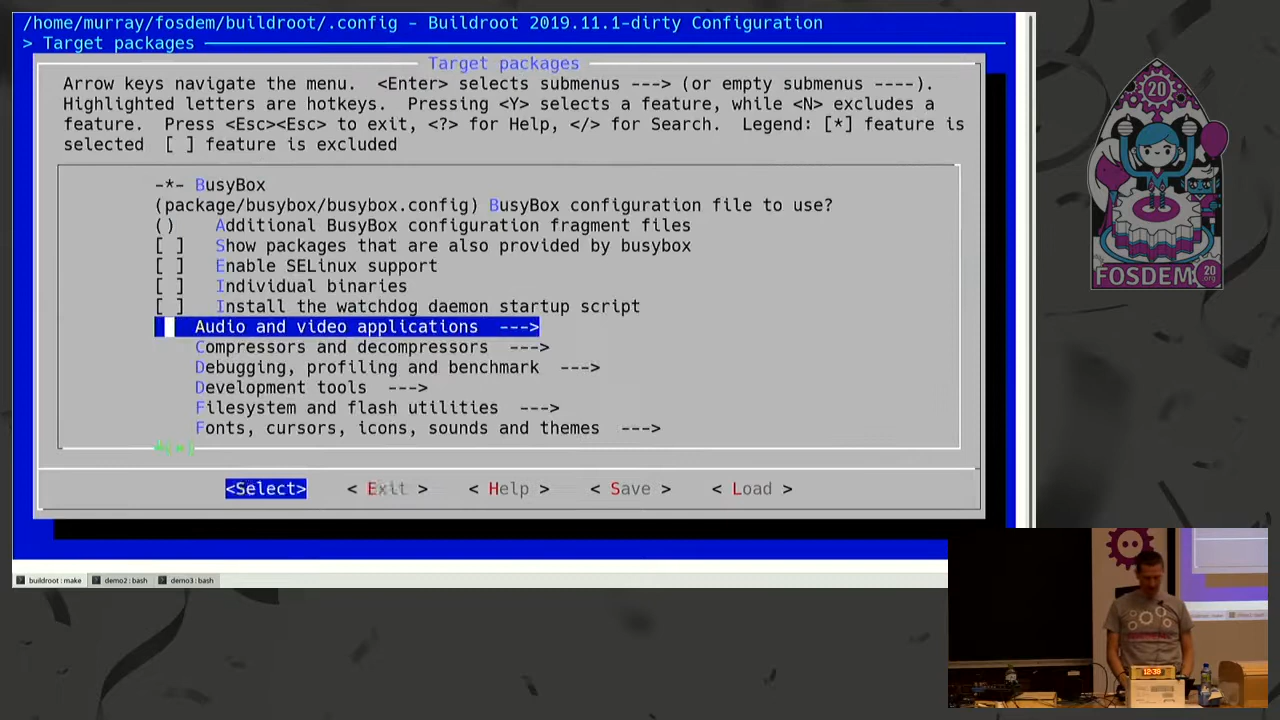 /home/murray/fosdem/buildroot/.config - Buildroot 2019.11.1-dirty Configuration
> Target packages
Target packages
Arrow keys navigate the menu.  <Enter> selects submenus ---> (or empty submenus ----).
Highlighted letters are hotkeys.  Pressing <Y> selects a feature, while <N> excludes a
feature.  Press <Esc><Esc> to exit, <?> for Help, </> for Search.  Legend: [*] feature is
selected  [ ] feature is excluded
-*- BusyBox
(package/busybox/busybox.config) BusyBox configuration file to use?
()    Additional BusyBox configuration fragment files
[ ]   Show packages that are also provided by busybox
[ ]   Enable SELinux support
[ ]   Individual binaries
[ ]   Install the watchdog daemon startup script
Audio and video applications  --->
Compressors and decompressors  --->
Debugging, profiling and benchmark  --->
Development tools  --->
Filesystem and flash utilities  --->
Fonts, cursors, icons, sounds and themes  --->
<Select>    < Exit >    < Help >    < Save >    < Load >
buildroot : make   demo2 : bash   demo3 : bash
20
FOSDEM 20
.org
12:38